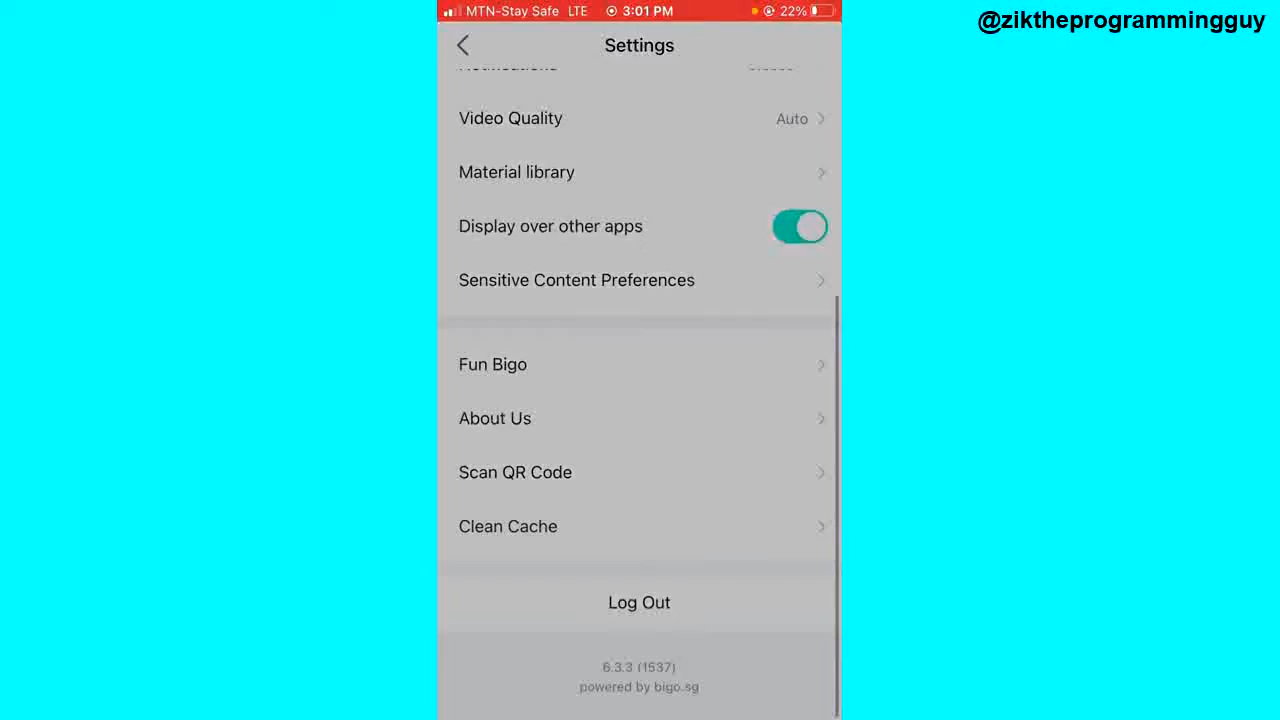 MTN-Stay Safe LTE 3:01 PM 22%
@ziktheprogrammingguy
Settings
Video Quality Auto
Material library
Display over other apps
Sensitive Content Preferences
Fun Bigo
About Us
Scan QR Code
Clean Cache
Log Out
6.3.3 (1537)
powered by bigo.sg